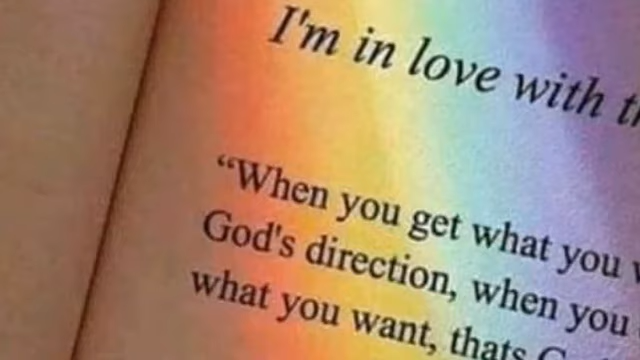 I'm in love with
“When you get what you
God's direction, when you
what you want, thats